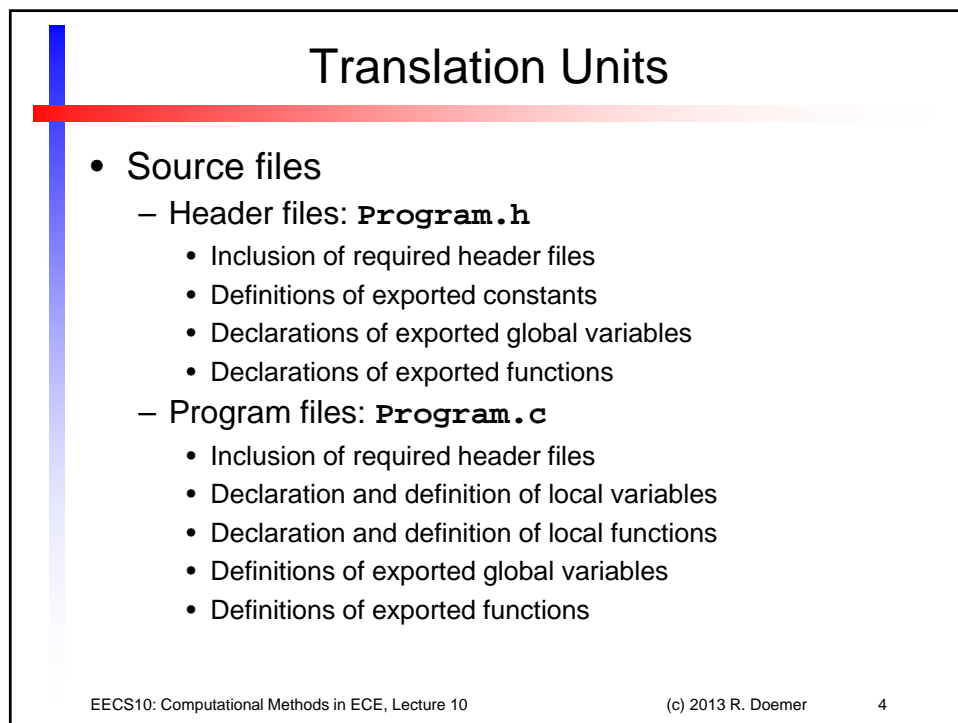 Translation Units
• Source files
– Header files: Program.h
• Inclusion of required header files
• Definitions of exported constants
• Declarations of exported global variables
• Declarations of exported functions
– Program files: Program.c
• Inclusion of required header files
• Declaration and definition of local variables
• Declaration and definition of local functions
• Definitions of exported global variables
• Definitions of exported functions
EECS10: Computational Methods in ECE, Lecture 10 (c) 2013 R. Doemer 4